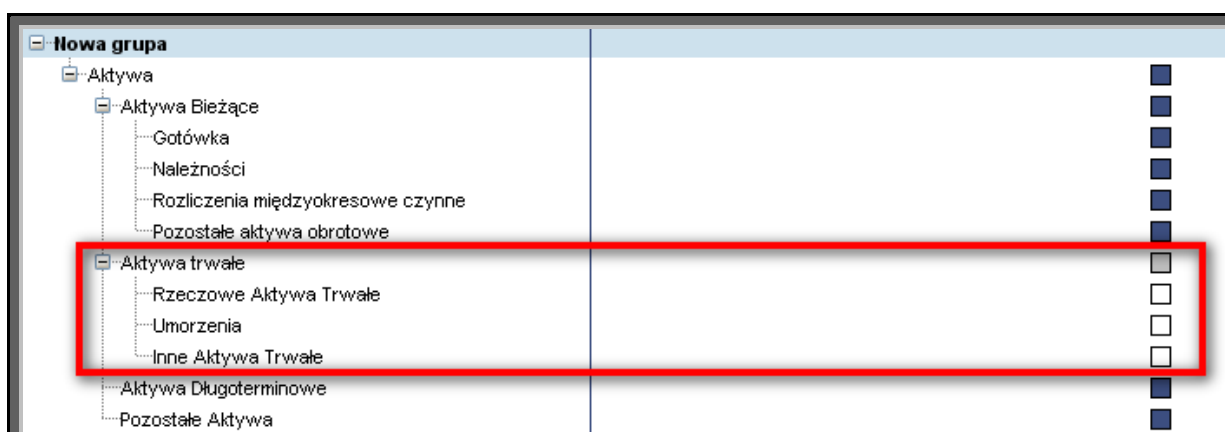 Nowa grupa
Aktywa
Aktywa Bieżące
Gotówka
Należności
Rozliczenia międzyokresowe czynne
Pozostałe aktywa obrotowe
Aktywa trwałe
Rzeczowe Aktywa Trwałe
Umorzenia
Inne Aktywa Trwałe
Aktywa Długoterminowe
Pozostałe Aktywa